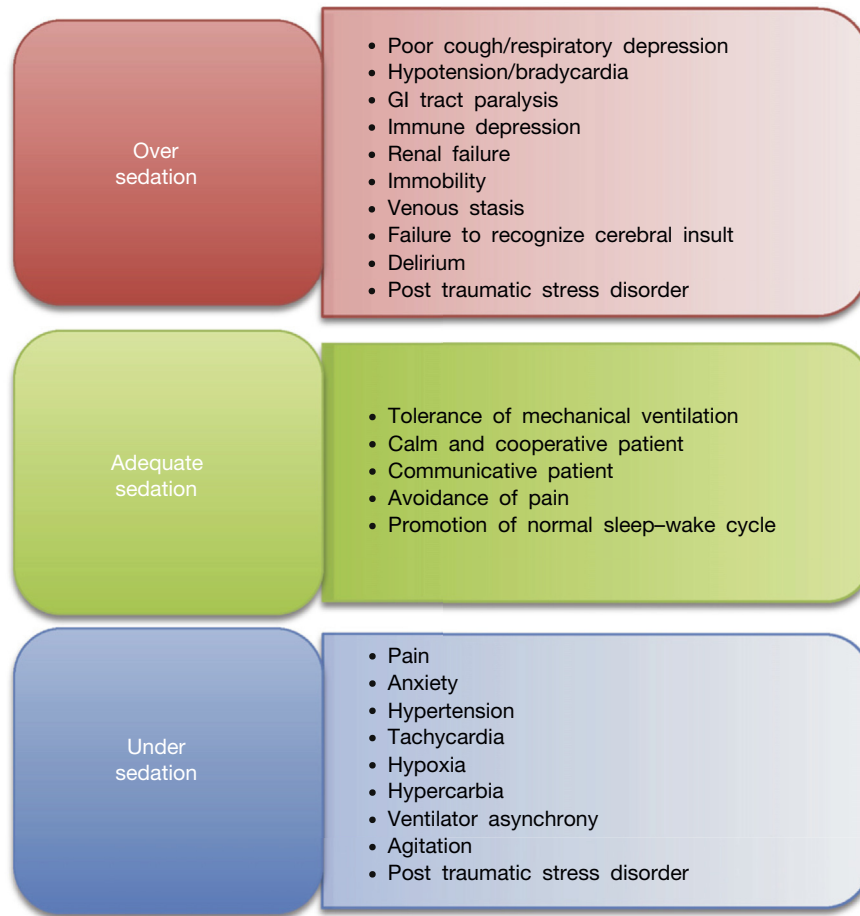 Over
sedation
• Poor cough/respiratory depression
• Hypotension/bradycardia
• GI tract paralysis
• Immune depression
• Renal failure
• Immobility
• Venous stasis
• Failure to recognize cerebral insult
• Delirium
• Post traumatic stress disorder
Adequate
sedation
• Tolerance of mechanical ventilation
• Calm and cooperative patient
• Communicative patient
• Avoidance of pain
• Promotion of normal sleep–wake cycle
Under
sedation
• Pain
• Anxiety
• Hypertension
• Tachycardia
• Hypoxia
• Hypercarbia
• Ventilator asynchrony
• Agitation
• Post traumatic stress disorder